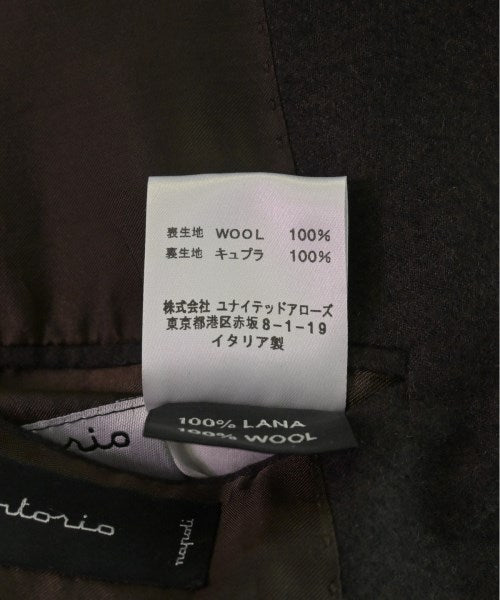 表生地 WOOL 100%
裏生地 キュプラ 100%
株式会社 ユナイテッドアローズ
東京都港区赤坂8-1-19
イタリア製
100% LANA
100% WOOL
orio
rtorio
napoli